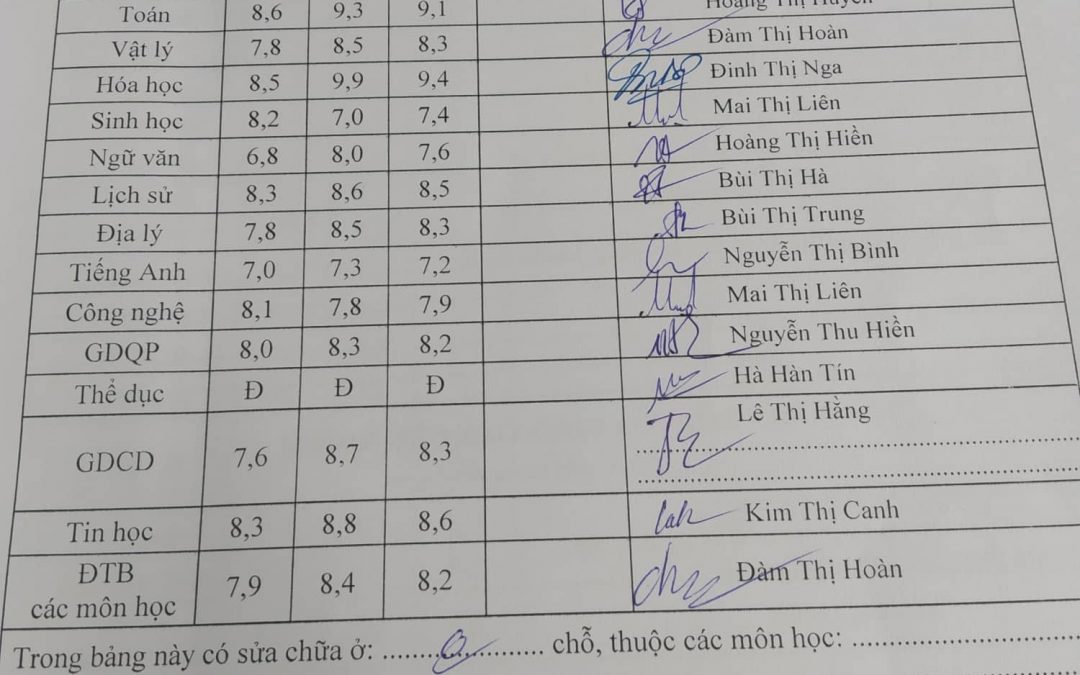 Toán 8,6 9,3 9,1 Hoàng Thị Huyền
Vật lý 7,8 8,5 8,3 Đàm Thị Hoàn
Hóa học 8,5 9,9 9,4 Đinh Thị Nga
Sinh học 8,2 7,0 7,4 Mai Thị Liên
Ngữ văn 6,8 8,0 7,6 Hoàng Thị Hiền
Lịch sử 8,3 8,6 8,5 Bùi Thị Hà
Địa lý 7,8 8,5 8,3 Bùi Thị Trung
Tiếng Anh 7,0 7,3 7,2 Nguyễn Thị Bình
Công nghệ 8,1 7,8 7,9 Mai Thị Liên
GDQP 8,0 8,3 8,2 Nguyễn Thu Hiền
Thể dục Đ Đ Đ Hà Hàn Tín
GDCD 7,6 8,7 8,3 Lê Thị Hằng
Tin học 8,3 8,8 8,6 Kim Thị Canh
ĐTB
các môn học 7,9 8,4 8,2 Đàm Thị Hoàn
Trong bảng này có sửa chữa ở: ........0........ chỗ, thuộc các môn học: ........................